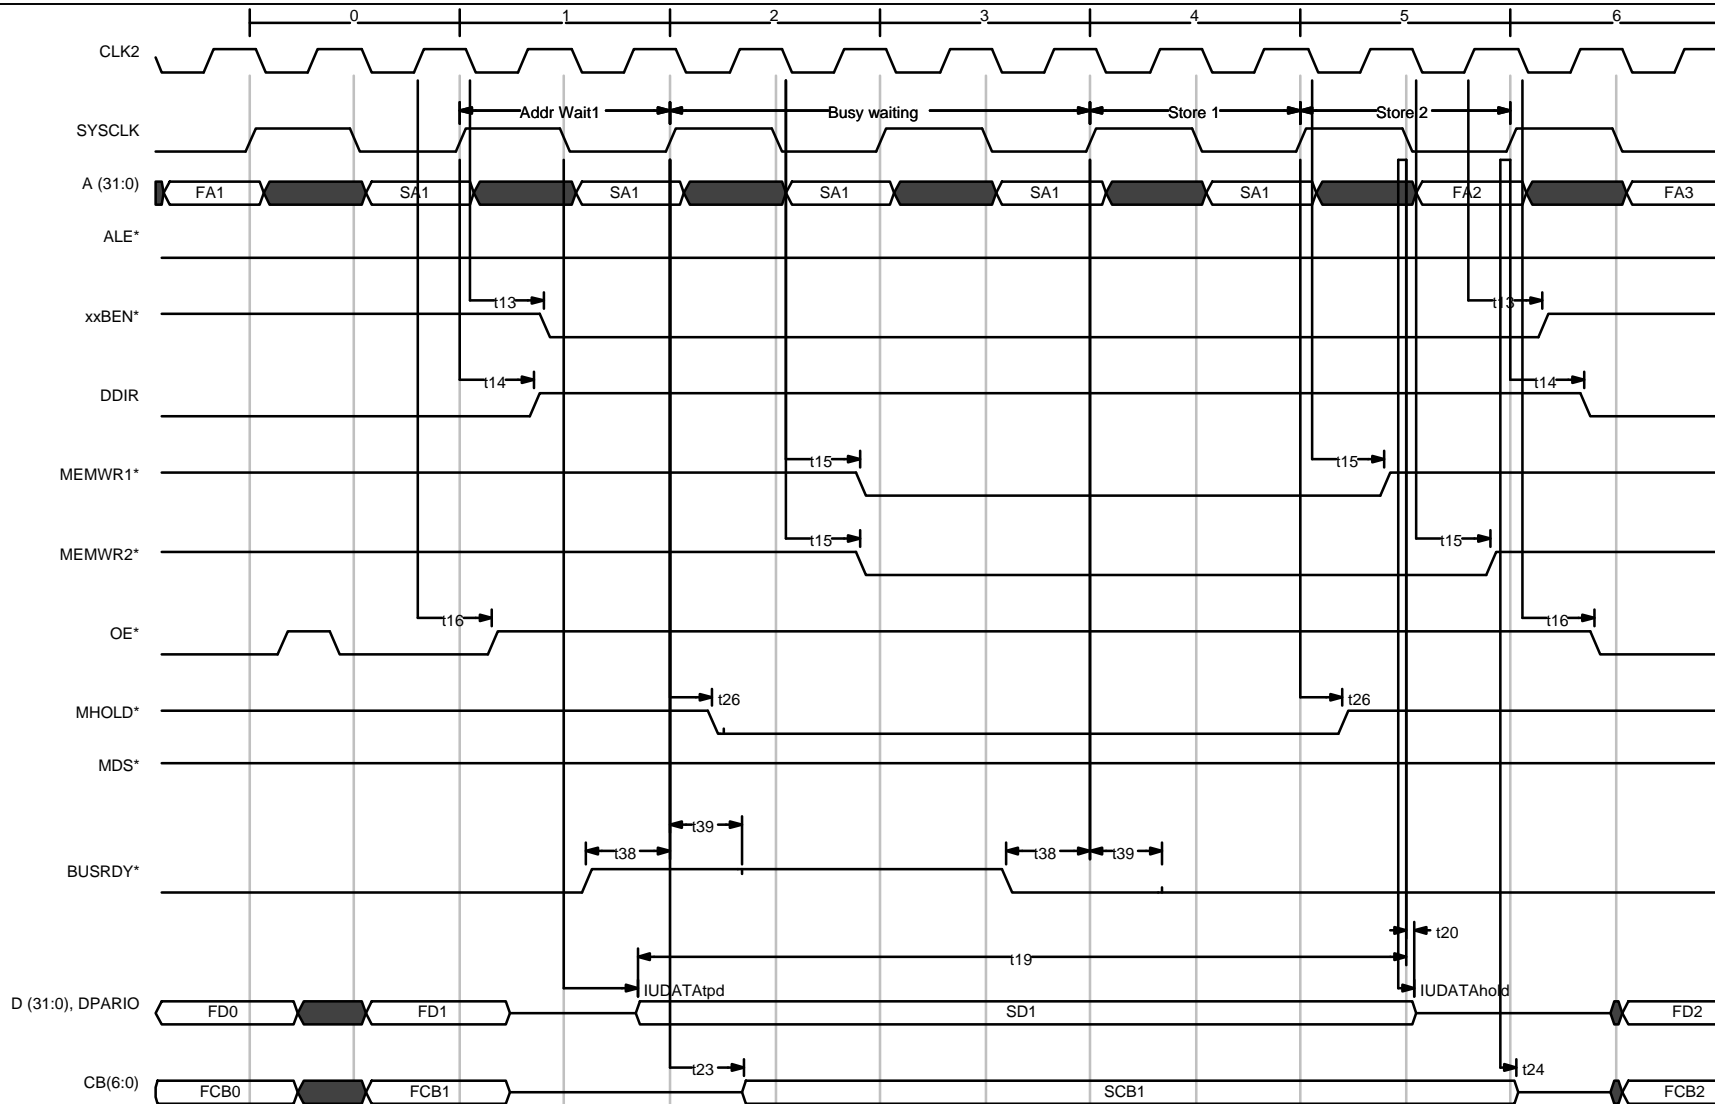 0 1 2 3 4 5 6
CLK2
Addr Wait1 Busy waiting Store 1 Store 2
SYSCLK
A (31:0) FA1 SA1 SA1 SA1 SA1 SA1 FA2 FA3
ALE*
t13 t13
xxBEN*
t14 t14
DDIR
t15 t15
MEMWR1*
t15 t15
MEMWR2*
t16 t16
OE*
t26 t26
MHOLD*
MDS*
t39
t38 t38 t39
BUSRDY*
t20
t19
IUDATAtpd IUDATAhold
D (31:0), DPARIO FD0 FD1 SD1 FD2
t23 t24
CB(6:0) FCB0 FCB1 SCB1 FCB2